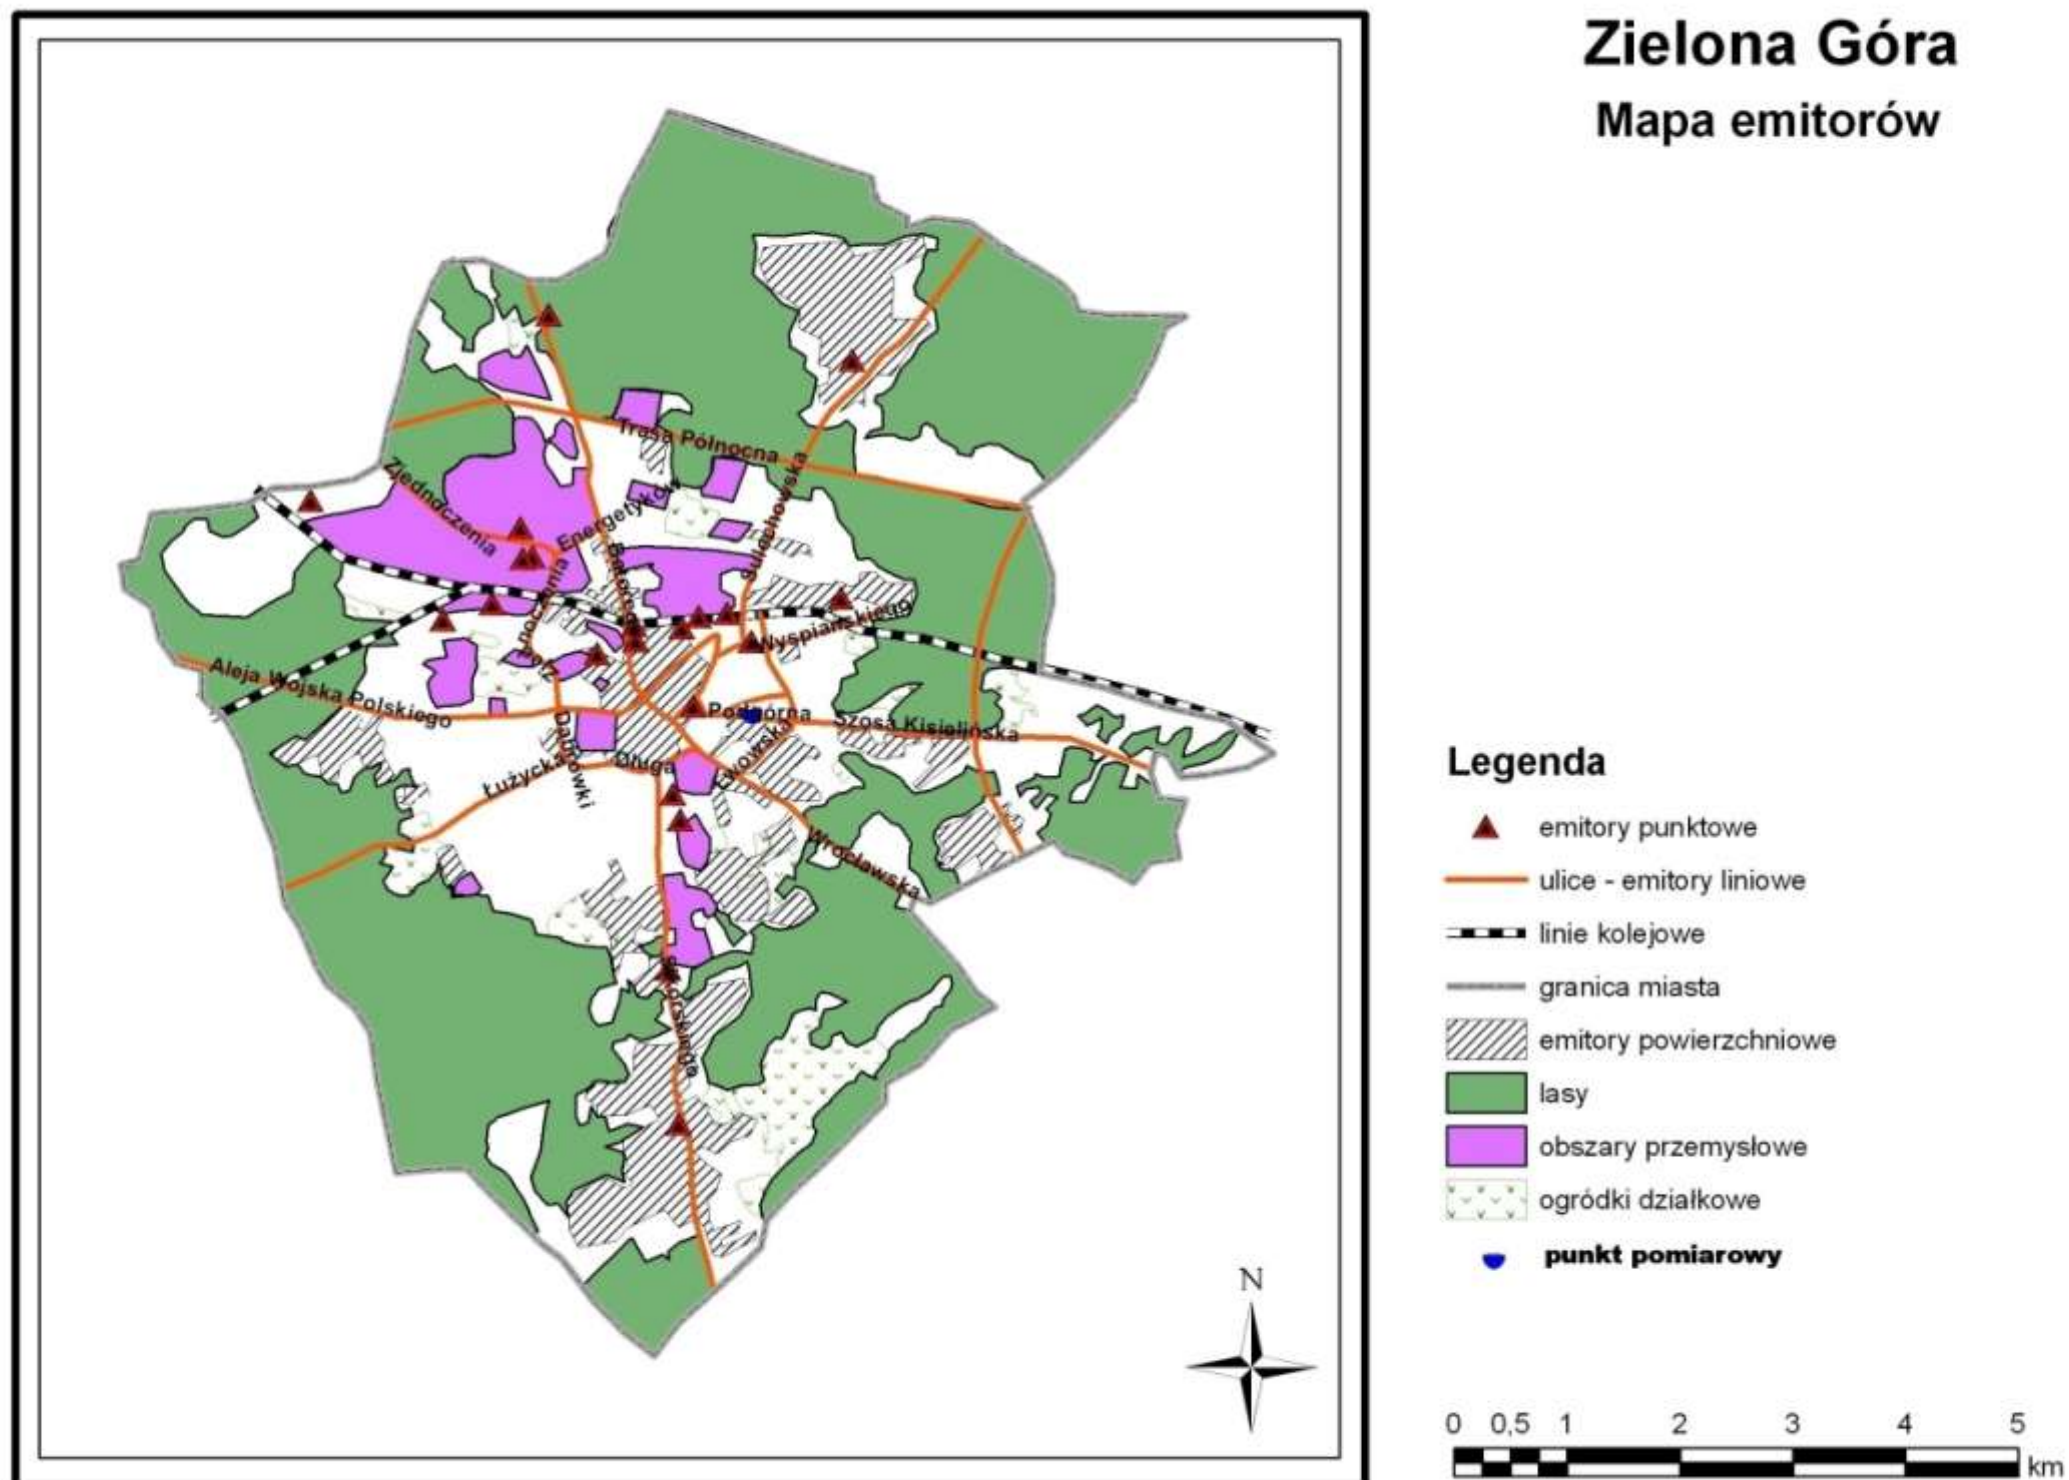 Zielona Góra
Mapa emitorów
Trasa Północna
Zjednoczenia
Energetyków
Sulechowska
Batorego
Wyspiańskiego
Aleja Wojska Polskiego
Podgórna
Szosa Kisielińska
Dąbrówki
Długa
Łużycka
Lwowska
Wrocławska
Sikorskiego
N
Legenda
emitory punktowe
ulice - emitory liniowe
linie kolejowe
granica miasta
emitory powierzchniowe
lasy
obszary przemysłowe
ogródki działkowe
punkt pomiarowy
0 0,5 1 2 3 4 5
km